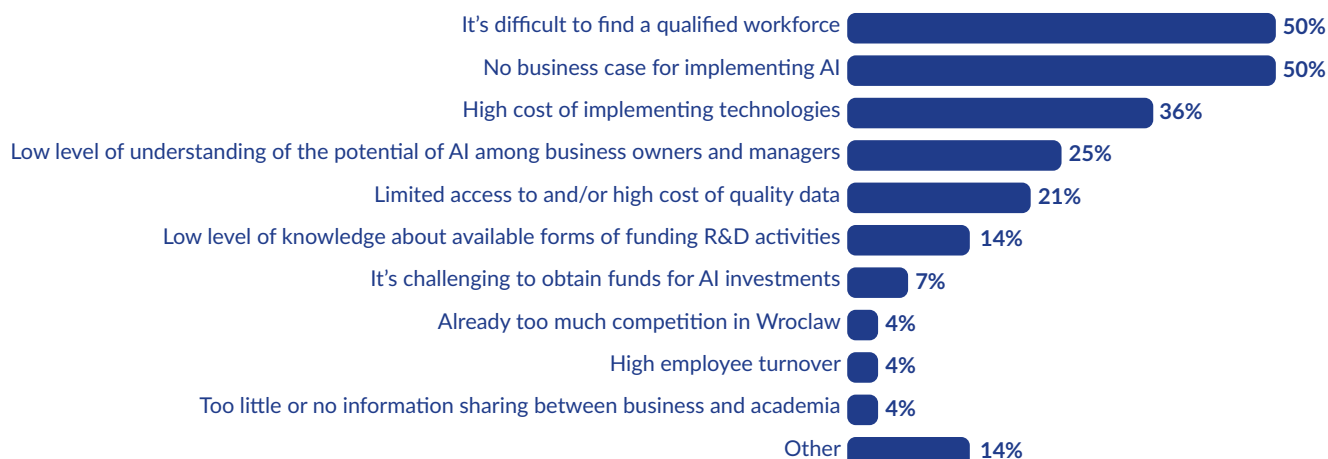 It’s difficult to find a qualified workforce 50%
No business case for implementing AI 50%
High cost of implementing technologies 36%
Low level of understanding of the potential of AI among business owners and managers 25%
Limited access to and/or high cost of quality data 21%
Low level of knowledge about available forms of funding R&D activities 14%
It’s challenging to obtain funds for AI investments 7%
Already too much competition in Wroclaw 4%
High employee turnover 4%
Too little or no information sharing between business and academia 4%
Other 14%